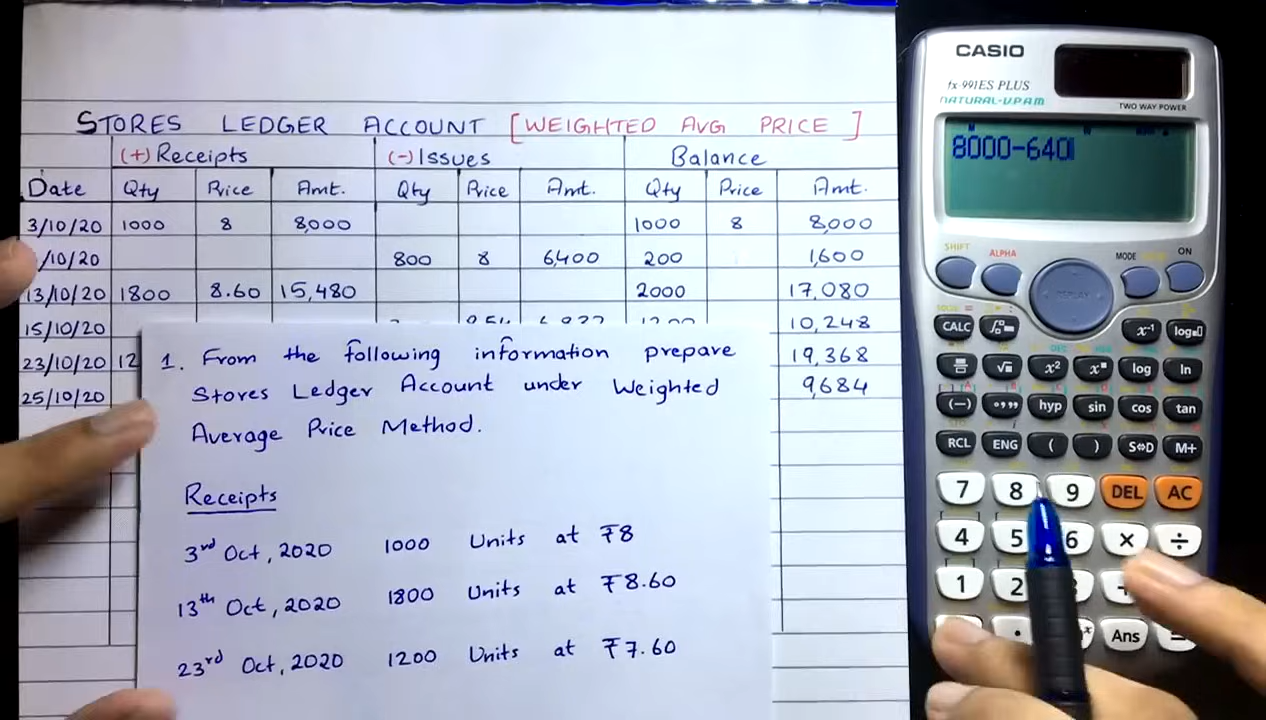 STORES LEDGER ACCOUNT [WEIGHTED AVG PRICE]
(+) Receipts (-) Issues Balance
Date Qty Price Amt. Qty Price Amt. Qty Price Amt.
3/10/20 1000 8 8,000 1000 8 8,000
/10/20 800 8 6,400 200 1,600
13/10/20 1800 8.60 15,480 2000 17,080
15/10/20 10,248
23/10/20 12 19,368
25/10/20 9,684
1. From the following information prepare
Stores Ledger Account under Weighted
Average Price Method.
Receipts
3rd Oct, 2020 1000 Units at ₹8
13th Oct, 2020 1800 Units at ₹8.60
23rd Oct, 2020 1200 Units at ₹7.60
CASIO
fx-991ES PLUS
NATURAL-V.P.A.M.
TWO WAY POWER
8000-640
SHIFT ALPHA MODE ON
REPLAY
CALC x⁻¹ log
√ x² log ln
(-) hyp sin cos tan
RCL ENG ( ) S⇔D M+
7 8 9 DEL AC
4 5 6 × ÷
1 2
Ans =